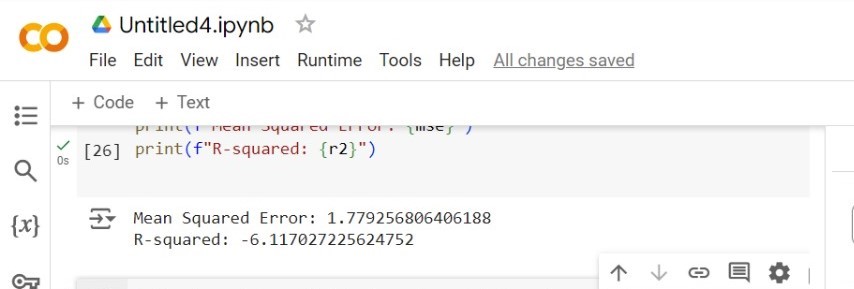 Untitled4.ipynb
File Edit View Insert Runtime Tools Help All changes saved
+ Code + Text
print(f"Mean Squared Error: {mse}")
0s [26] print(f"R-squared: {r2}")
{x}
Mean Squared Error: 1.779256806406188
R-squared: -6.117027225624752